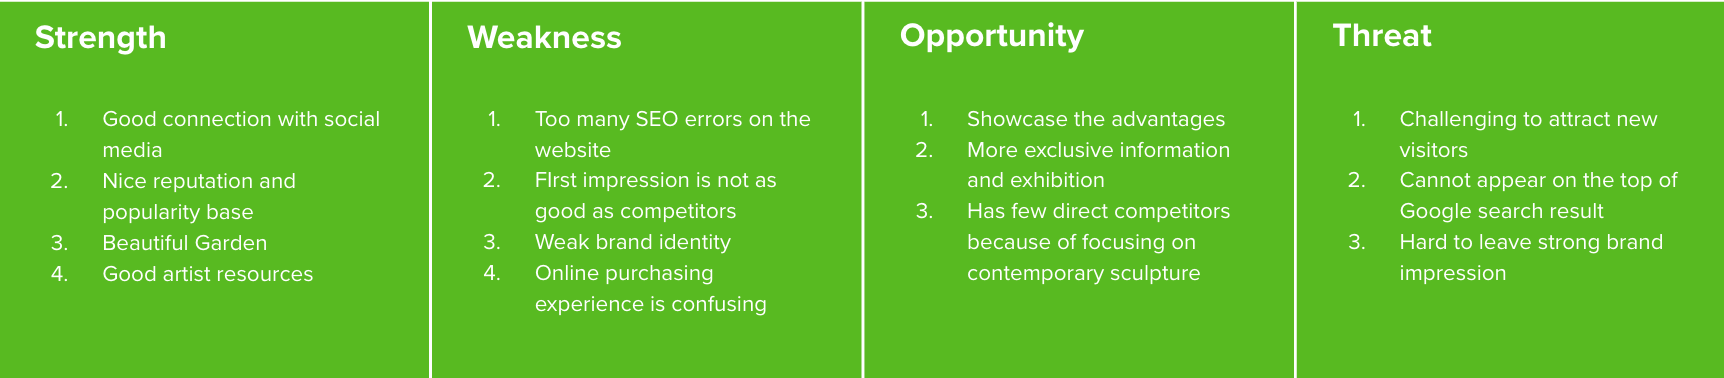 Strength
1. Good connection with social
media
2. Nice reputation and
popularity base
3. Beautiful Garden
4. Good artist resources
Weakness
1. Too many SEO errors on the
website
2. FIrst impression is not as
good as competitors
3. Weak brand identity
4. Online purchasing
experience is confusing
Opportunity
1. Showcase the advantages
2. More exclusive information
and exhibition
3. Has few direct competitors
because of focusing on
contemporary sculpture
Threat
1. Challenging to attract new
visitors
2. Cannot appear on the top of
Google search result
3. Hard to leave strong brand
impression